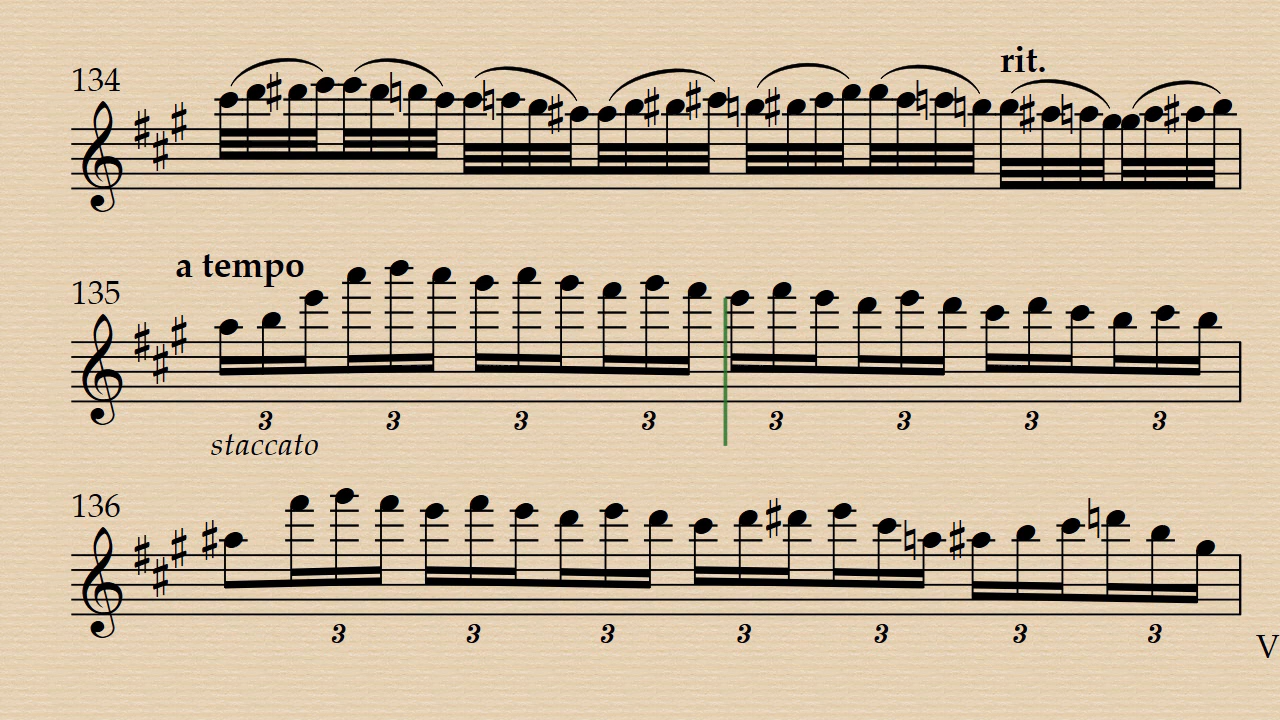 rit.
134
a tempo
135
3 3 3 3 3 3 3 3
staccato
136
3 3 3 3 3 3 3
V